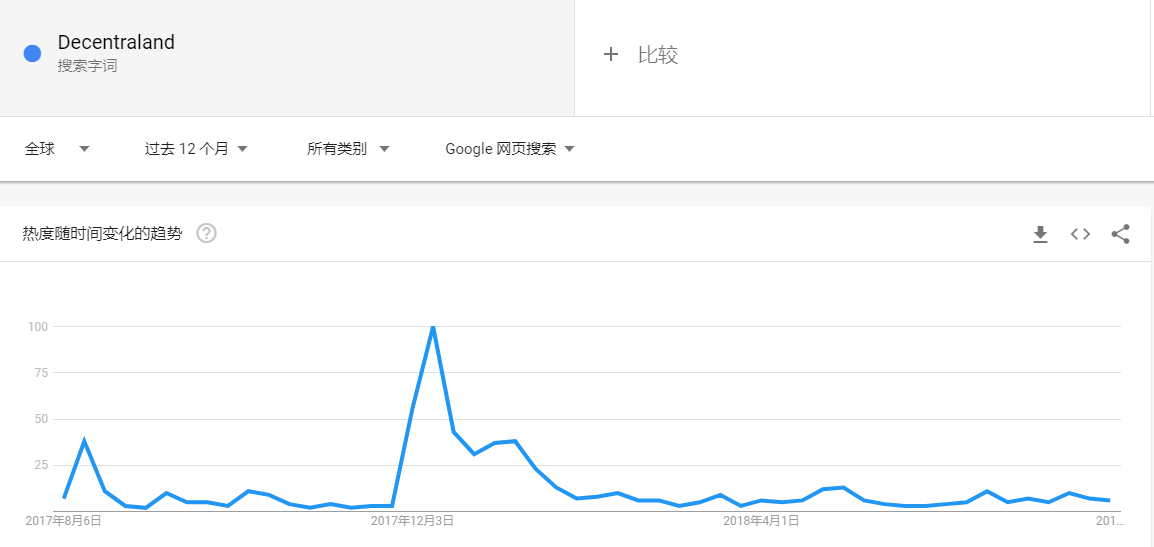 Decentraland
搜索字词
比较
全球
过去 12 个月
所有类别
Google 网页搜索
热度随时间变化的趋势
100
75
50
25
2017年8月6日
2017年12月3日
2018年4月1日
201…